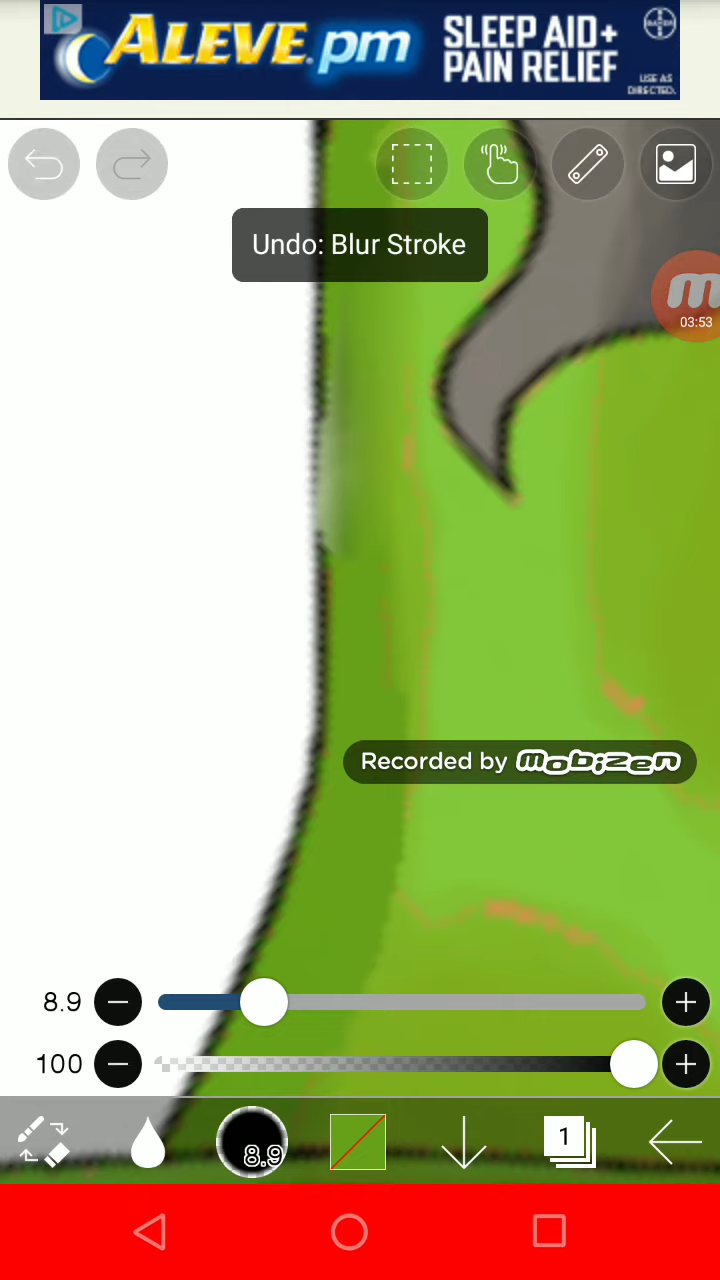 ALEVE.pm
SLEEP AID+
PAIN RELIEF
BAYER
USE AS
DIRECTED.
Undo: Blur Stroke
03:53
Recorded by mobizen
8.9
100
8.9
1